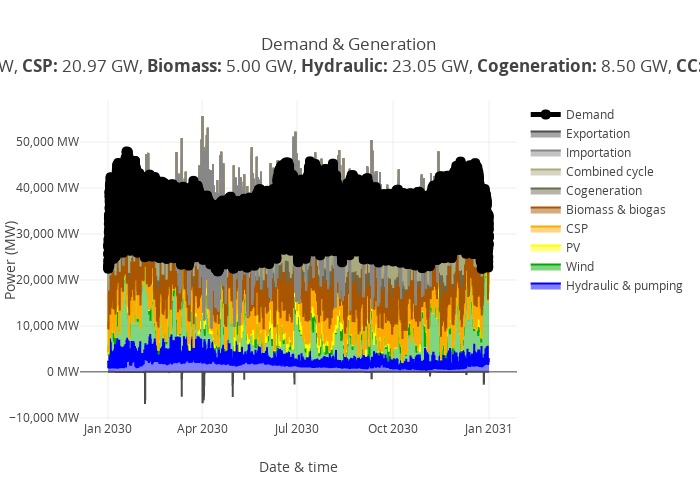 Demand & Generation
W, CSP: 20.97 GW, Biomass: 5.00 GW, Hydraulic: 23.05 GW, Cogeneration: 8.50 GW, CC:
Demand
Exportation
Importation
Combined cycle
Cogeneration
Biomass & biogas
CSP
PV
Wind
Hydraulic & pumping
Power (MW)
50,000 MW
40,000 MW
30,000 MW
20,000 MW
10,000 MW
0 MW
−10,000 MW
Jan 2030 Apr 2030 Jul 2030 Oct 2030 Jan 2031
Date & time